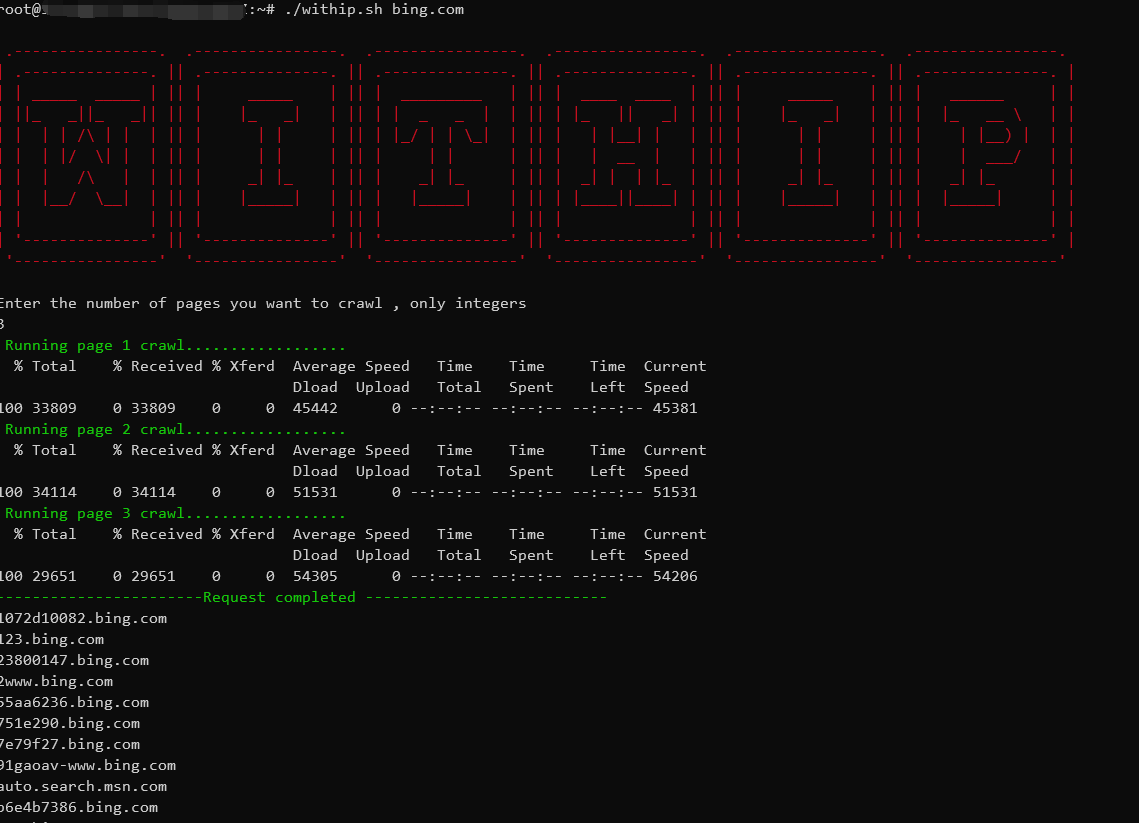 root@ :~# ./withip.sh bing.com
WITHIP
Enter the number of pages you want to crawl , only integers
3
Running page 1 crawl..................
% Total % Received % Xferd Average Speed Time Time Time Current
Dload Upload Total Spent Left Speed
100 33809 0 33809 0 0 45442 0 --:--:-- --:--:-- --:--:-- 45381
Running page 2 crawl..................
% Total % Received % Xferd Average Speed Time Time Time Current
Dload Upload Total Spent Left Speed
100 34114 0 34114 0 0 51531 0 --:--:-- --:--:-- --:--:-- 51531
Running page 3 crawl..................
% Total % Received % Xferd Average Speed Time Time Time Current
Dload Upload Total Spent Left Speed
100 29651 0 29651 0 0 54305 0 --:--:-- --:--:-- --:--:-- 54206
-----------------------Request completed ---------------------------
1072d10082.bing.com
123.bing.com
23800147.bing.com
2www.bing.com
55aa6236.bing.com
751e290.bing.com
7e79f27.bing.com
91gaoav-www.bing.com
auto.search.msn.com
b6e4b7386.bing.com